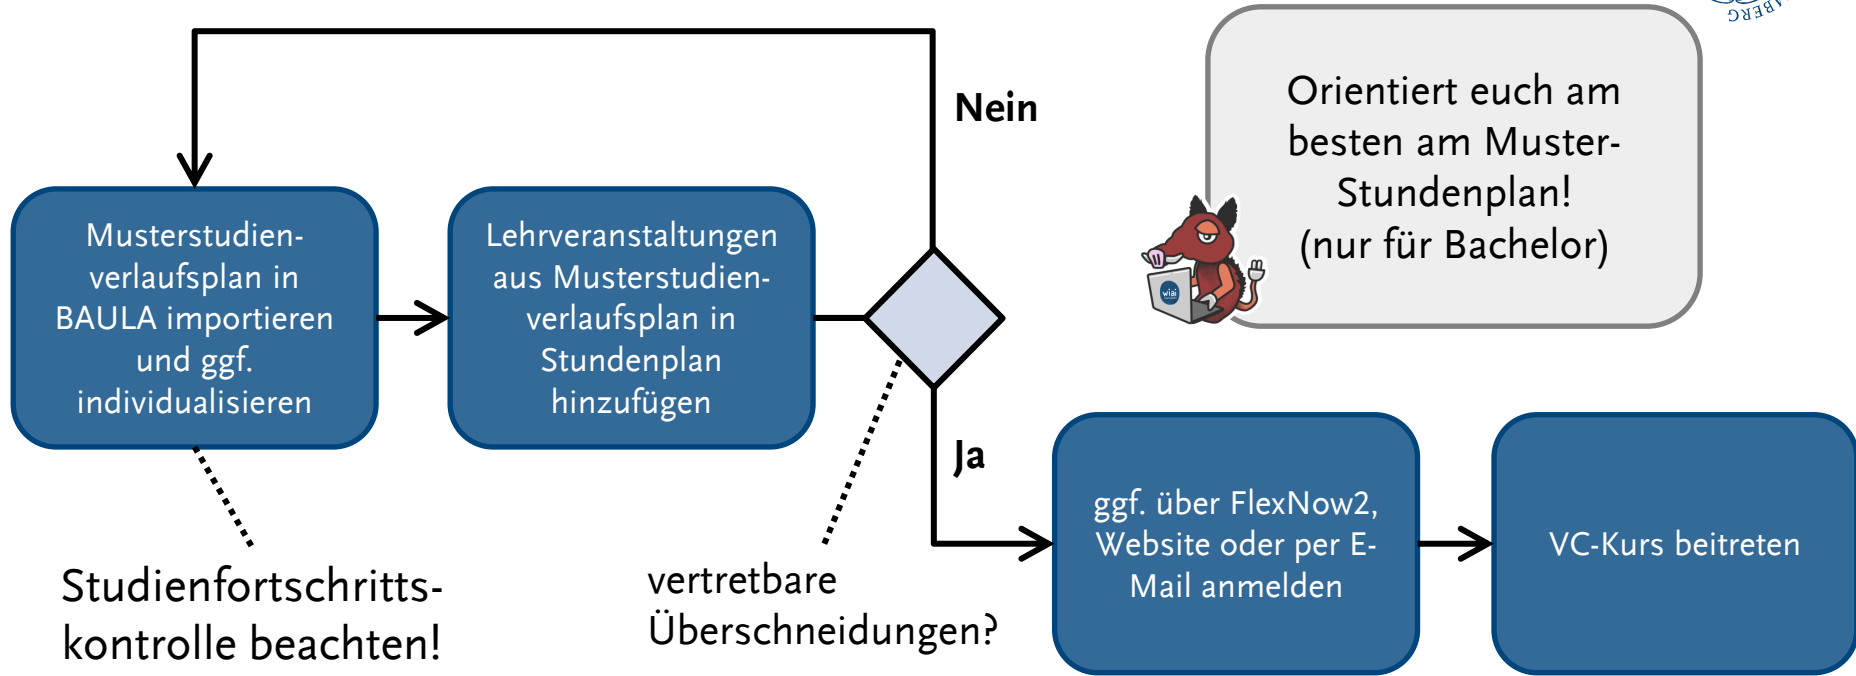 MBERG
Nein
Orientiert euch am
besten am Muster-
Stundenplan!
(nur für Bachelor)
wiai
Musterstudien-
verlaufsplan in
BAULA importieren
und ggf.
individualisieren
Lehrveranstaltungen
aus Musterstudien-
verlaufsplan in
Stundenplan
hinzufügen
Ja
ggf. über FlexNow2,
Website oder per E-
Mail anmelden
VC-Kurs beitreten
Studienfortschritts-
kontrolle beachten!
vertretbare
Überschneidungen?